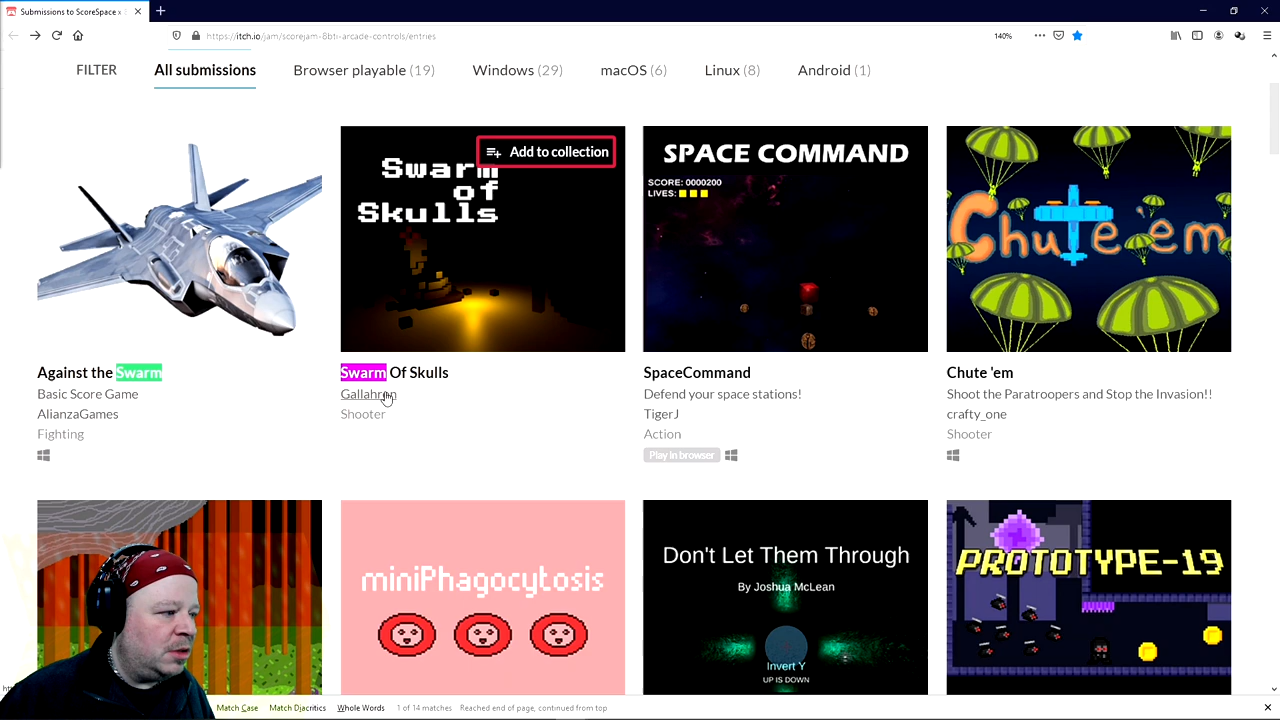 Submissions to ScoreSpace x
https://itch.io/jam/scorejam-8bti-arcade-controls/entries
140%
FILTER
All submissions
Browser playable (19)
Windows (29)
macOS (6)
Linux (8)
Android (1)
Add to collection
Swarm
of
Skulls
SPACE COMMAND
SCORE: 0000200
LIVES:
Chute em
Against the Swarm
Basic Score Game
AlianzaGames
Fighting
Swarm Of Skulls
Shooter
SpaceCommand
Defend your space stations!
TigerJ
Action
Play in browser
Chute 'em
Shoot the Paratroopers and Stop the Invasion!!
crafty_one
Shooter
miniPhagocytosis
Don't Let Them Through
By Joshua McLean
Invert Y
UP IS DOWN
PROTOTYPE-19
Match Case
Match Diacritics
Whole Words
1 of 14 matches
Reached end of page, continued from top